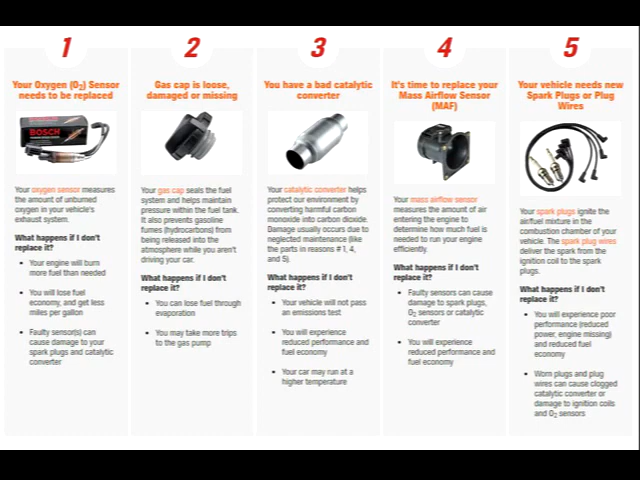 1
Your Oxygen (O2) Sensor
needs to be replaced
BOSCH
BOSCH
Your oxygen sensor measures
the amount of unburned
oxygen in your vehicle's
exhaust system.
What happens if I don't
replace it?
• Your engine will burn
more fuel than needed
• You will lose fuel
economy, and get less
miles per gallon
• Faulty sensor(s) can
cause damage to your
spark plugs and catalytic
converter
2
Gas cap is loose,
damaged or missing
Your gas cap seals the fuel
system and helps maintain
pressure within the fuel tank.
It also prevents gasoline
fumes (hydrocarbons) from
being released into the
atmosphere while you aren't
driving your car.
What happens if I don't
replace it?
• You can lose fuel through
evaporation
• You may take more trips
to the gas pump
3
You have a bad catalytic
converter
Your catalytic converter helps
protect our environment by
converting harmful carbon
monoxide into carbon dioxide.
Damage usually occurs due to
neglected maintenance (like
the parts in reasons # 1, 4,
and 5).
What happens if I don't
replace it?
• Your vehicle will not pass
an emissions test
• You will experience
reduced performance and
fuel economy
• Your car may run at a
higher temperature
4
It's time to replace your
Mass Airflow Sensor
(MAF)
Your mass airflow sensor
measures the amount of air
entering the engine to
determine how much fuel is
needed to run your engine
efficiently.
What happens if I don't
replace it?
• Faulty sensors can cause
damage to spark plugs,
O2 sensors or catalytic
converter
• You will experience
reduced performance and
fuel economy
5
Your vehicle needs new
Spark Plugs or Plug
Wires
Your spark plugs ignite the
air/fuel mixture in the
combustion chamber of your
vehicle. The spark plug wires
deliver the spark from the
ignition coil to the spark
plugs.
What happens if I don't
replace it?
• You will experience poor
performance (reduced
power, engine missing)
and reduced fuel
economy
• Worn plugs and plug
wires can cause clogged
catalytic converter or
damage to ignition coils
and O2 sensors